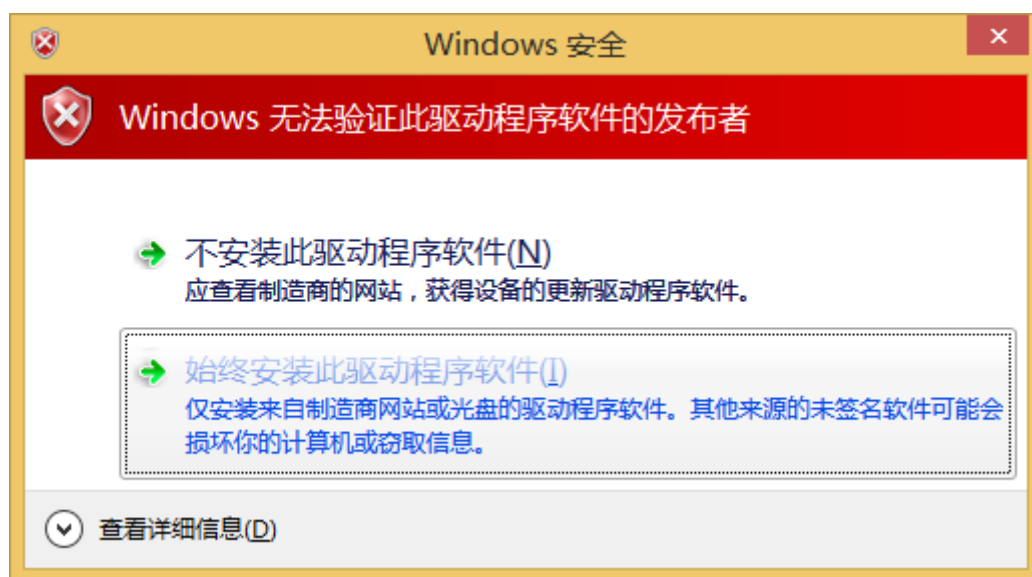 Windows 安全
Windows 无法验证此驱动程序软件的发布者
不安装此驱动程序软件(N)
应查看制造商的网站，获得设备的更新驱动程序软件。
始终安装此驱动程序软件(I)
仅安装来自制造商网站或光盘的驱动程序软件。其他来源的未签名软件可能会
损坏你的计算机或窃取信息。
查看详细信息(D)